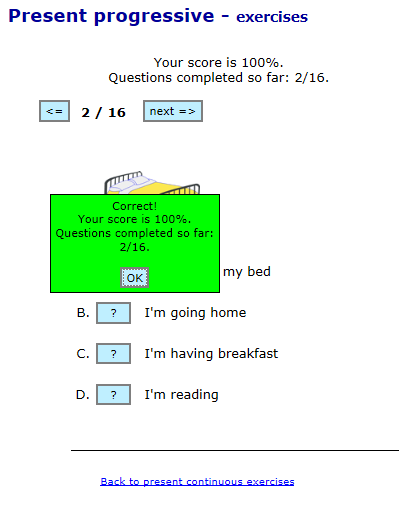 Present progressive - exercises
Your score is 100%.
Questions completed so far: 2/16.
<= 2 / 16 next =>
Correct!
Your score is 100%.
Questions completed so far:
2/16.
my bed
OK
B. ? I'm going home
C. ? I'm having breakfast
D. ? I'm reading
Back to present continuous exercises